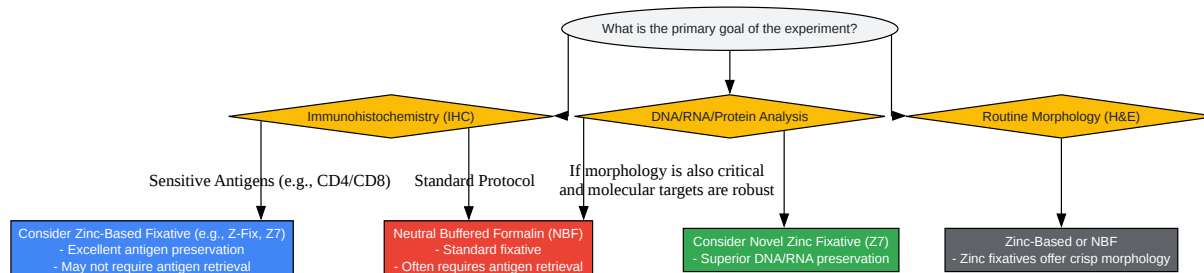 What is the primary goal of the experiment?
Immunohistochemistry (IHC)
DNA/RNA/Protein Analysis
Routine Morphology (H&E)
Sensitive Antigens (e.g., CD4/CD8)
Standard Protocol
If morphology is also critical
and molecular targets are robust
Consider Zinc-Based Fixative (e.g., Z-Fix, Z7)
- Excellent antigen preservation
- May not require antigen retrieval
Neutral Buffered Formalin (NBF)
- Standard fixative
- Often requires antigen retrieval
Consider Novel Zinc Fixative (Z7)
- Superior DNA/RNA preservation
Zinc-Based or NBF
- Zinc fixatives offer crisp morphology